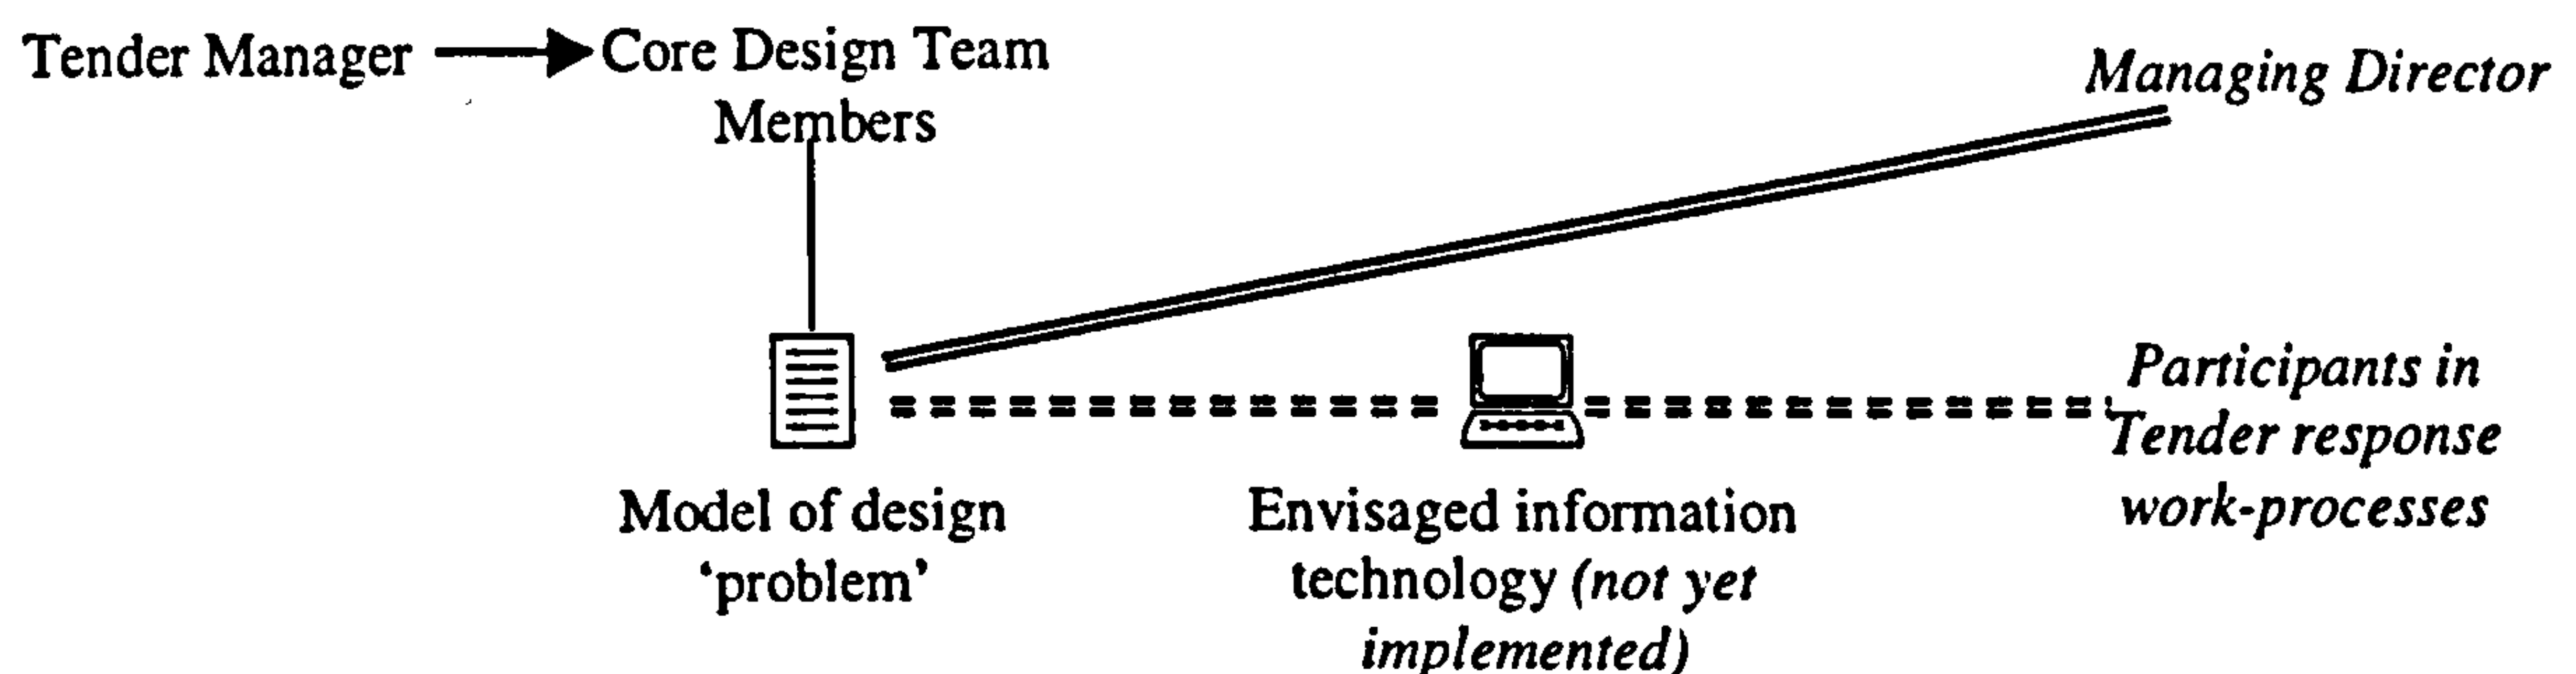 Tender Manager
Core Design Team
Members
Managing Director
Model of design
‘problem’
Envisaged information
technology (not yet
implemented)
Participants in
Tender response
work-processes